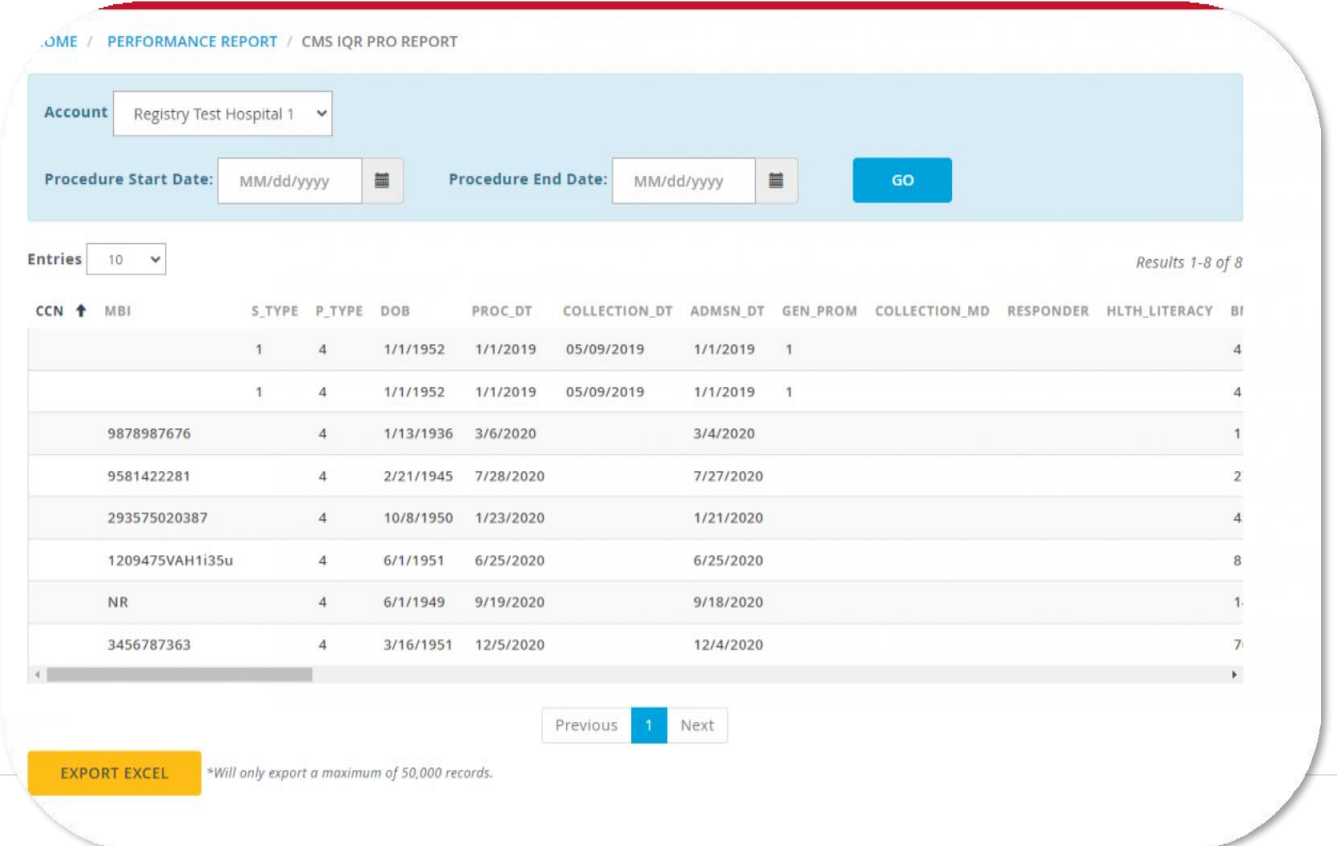 OME / PERFORMANCE REPORT / CMS IQR PRO REPORT
Account Registry Test Hospital 1
Procedure Start Date: MM/dd/yyyy Procedure End Date: MM/dd/yyyy GO
Entries 10 Results 1-8 of 8
CCN MBI S_TYPE P_TYPE DOB PROC_DT COLLECTION_DT ADMSN_DT GEN_PROM COLLECTION_MD RESPONDER HLTH_LITERACY
1 4 1/1/1952 1/1/2019 05/09/2019 1/1/2019 1 4
1 4 1/1/1952 1/1/2019 05/09/2019 1/1/2019 1 4
9878987676 4 1/13/1936 3/6/2020 3/4/2020 1
9581422281 4 2/21/1945 7/28/2020 7/27/2020 2
293575020387 4 10/8/1950 1/23/2020 1/21/2020 4
1209475VAH1i35u 4 6/1/1951 6/25/2020 6/25/2020 8
NR 4 6/1/1949 9/19/2020 9/18/2020 1
3456787363 4 3/16/1951 12/5/2020 12/4/2020 7
Previous 1 Next
EXPORT EXCEL *Will only export a maximum of 50,000 records.